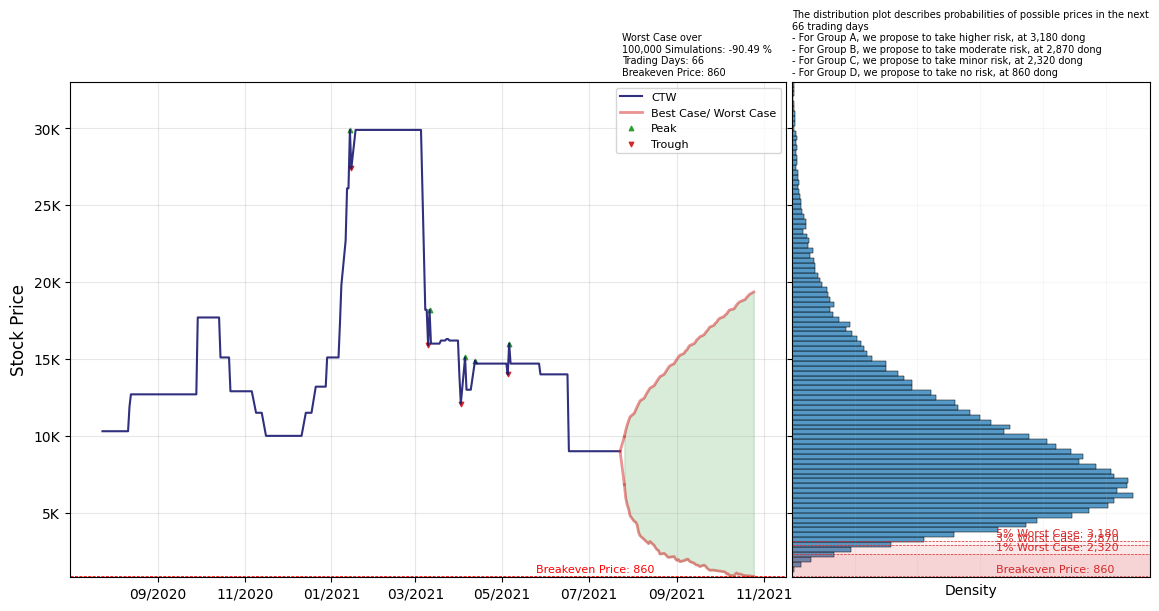 The distribution plot describes probabilities of possible prices in the next
66 trading days
- For Group A, we propose to take higher risk, at 3,180 dong
- For Group B, we propose to take moderate risk, at 2,870 dong
- For Group C, we propose to take minor risk, at 2,320 dong
- For Group D, we propose to take no risk, at 860 dong
Worst Case over
100,000 Simulations: -90.49 %
Trading Days: 66
Breakeven Price: 860
CTW
Best Case/ Worst Case
Peak
Trough
30K
25K
20K
15K
10K
5K
Stock Price
5% Worst Case: 3,180
3% Worst Case: 2,870
1% Worst Case: 2,320
Breakeven Price: 860
Breakeven Price: 860
09/2020
11/2020
01/2021
03/2021
05/2021
07/2021
09/2021
11/2021
Density